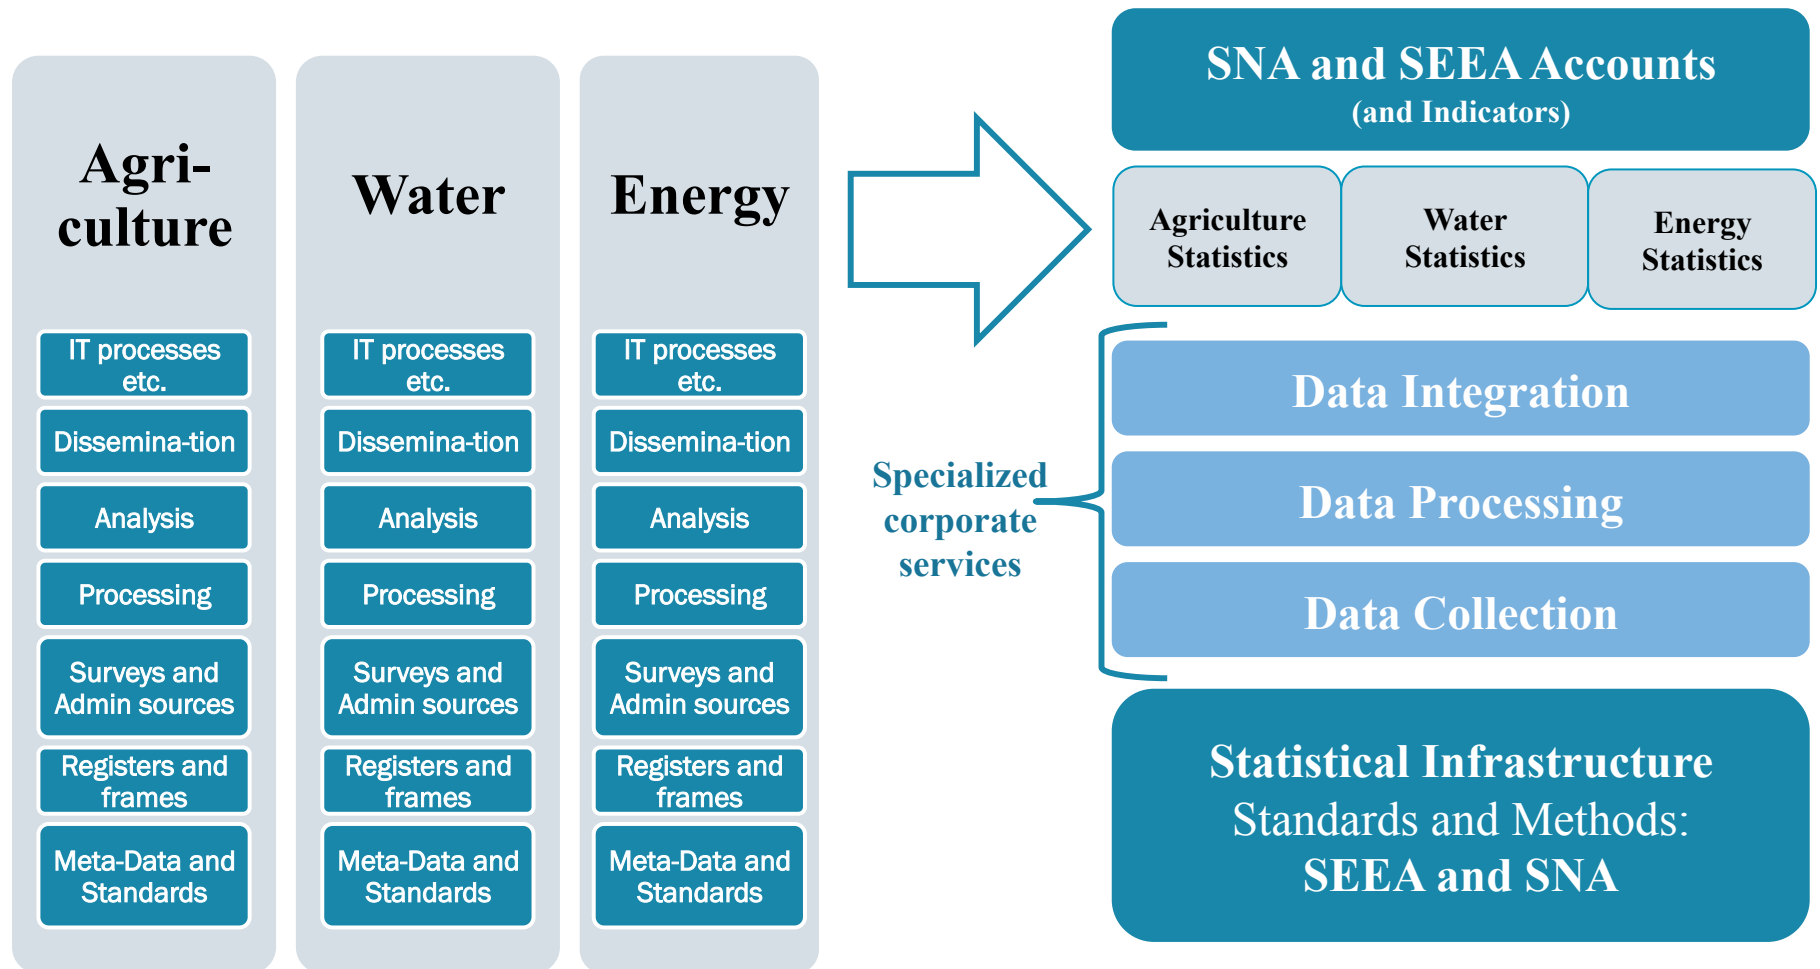 Agri-
culture
IT processes
etc.
Dissemina-tion
Analysis
Processing
Surveys and
Admin sources
Registers and
frames
Meta-Data and
Standards
Water
IT processes
etc.
Dissemina-tion
Analysis
Processing
Surveys and
Admin sources
Registers and
frames
Meta-Data and
Standards
Energy
IT processes
etc.
Dissemina-tion
Analysis
Processing
Surveys and
Admin sources
Registers and
frames
Meta-Data and
Standards
SNA and SEEA Accounts
(and Indicators)
Agriculture
Statistics
Water
Statistics
Energy
Statistics
Specialized
corporate
services
Data Integration
Data Processing
Data Collection
Statistical Infrastructure
Standards and Methods:
SEEA and SNA